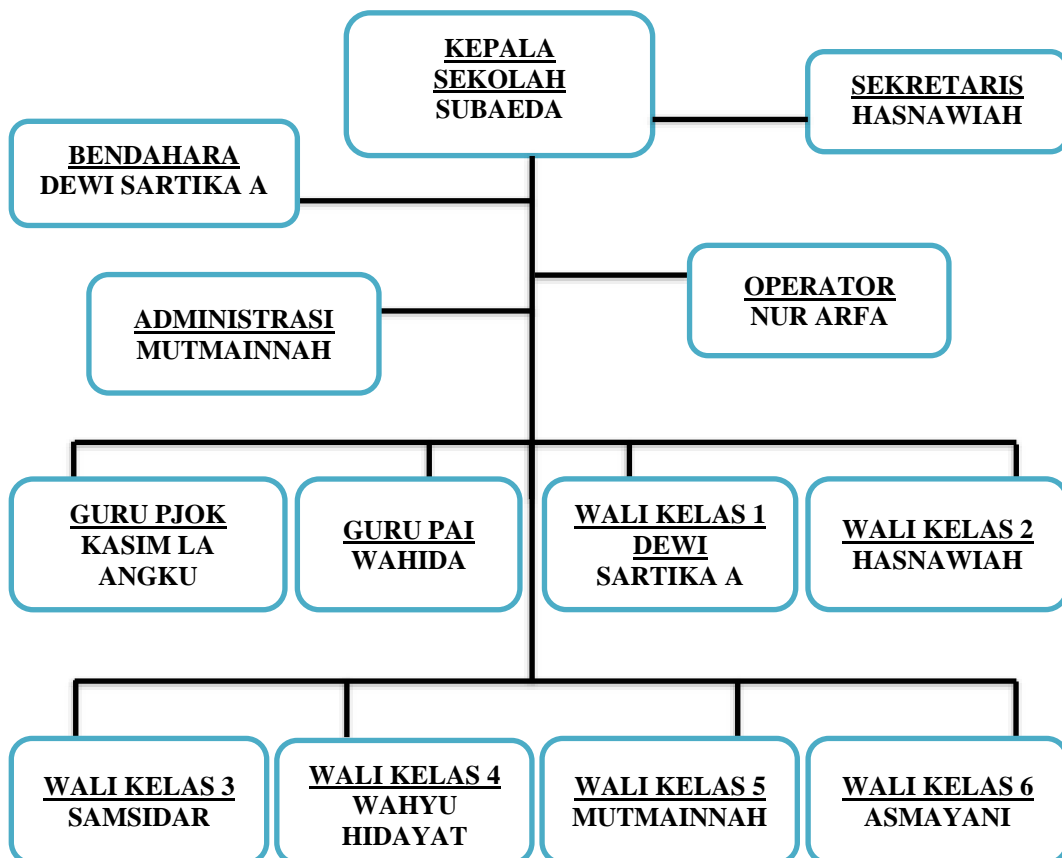 KEPALA
SEKOLAH
SUBAEDA
SEKRETARIS
HASNAWIAH
BENDAHARA
DEWI SARTIKA A
OPERATOR
NUR ARFA
ADMINISTRASI
MUTMAINNAH
GURU PJOK
KASIM LA
ANGKU
GURU PAI
WAHIDA
WALI KELAS 1
DEWI
SARTIKA A
WALI KELAS 2
HASNAWIAH
WALI KELAS 3
SAMSIDAR
WALI KELAS 4
WAHYU
HIDAYAT
WALI KELAS 5
MUTMAINNAH
WALI KELAS 6
ASMAYANI